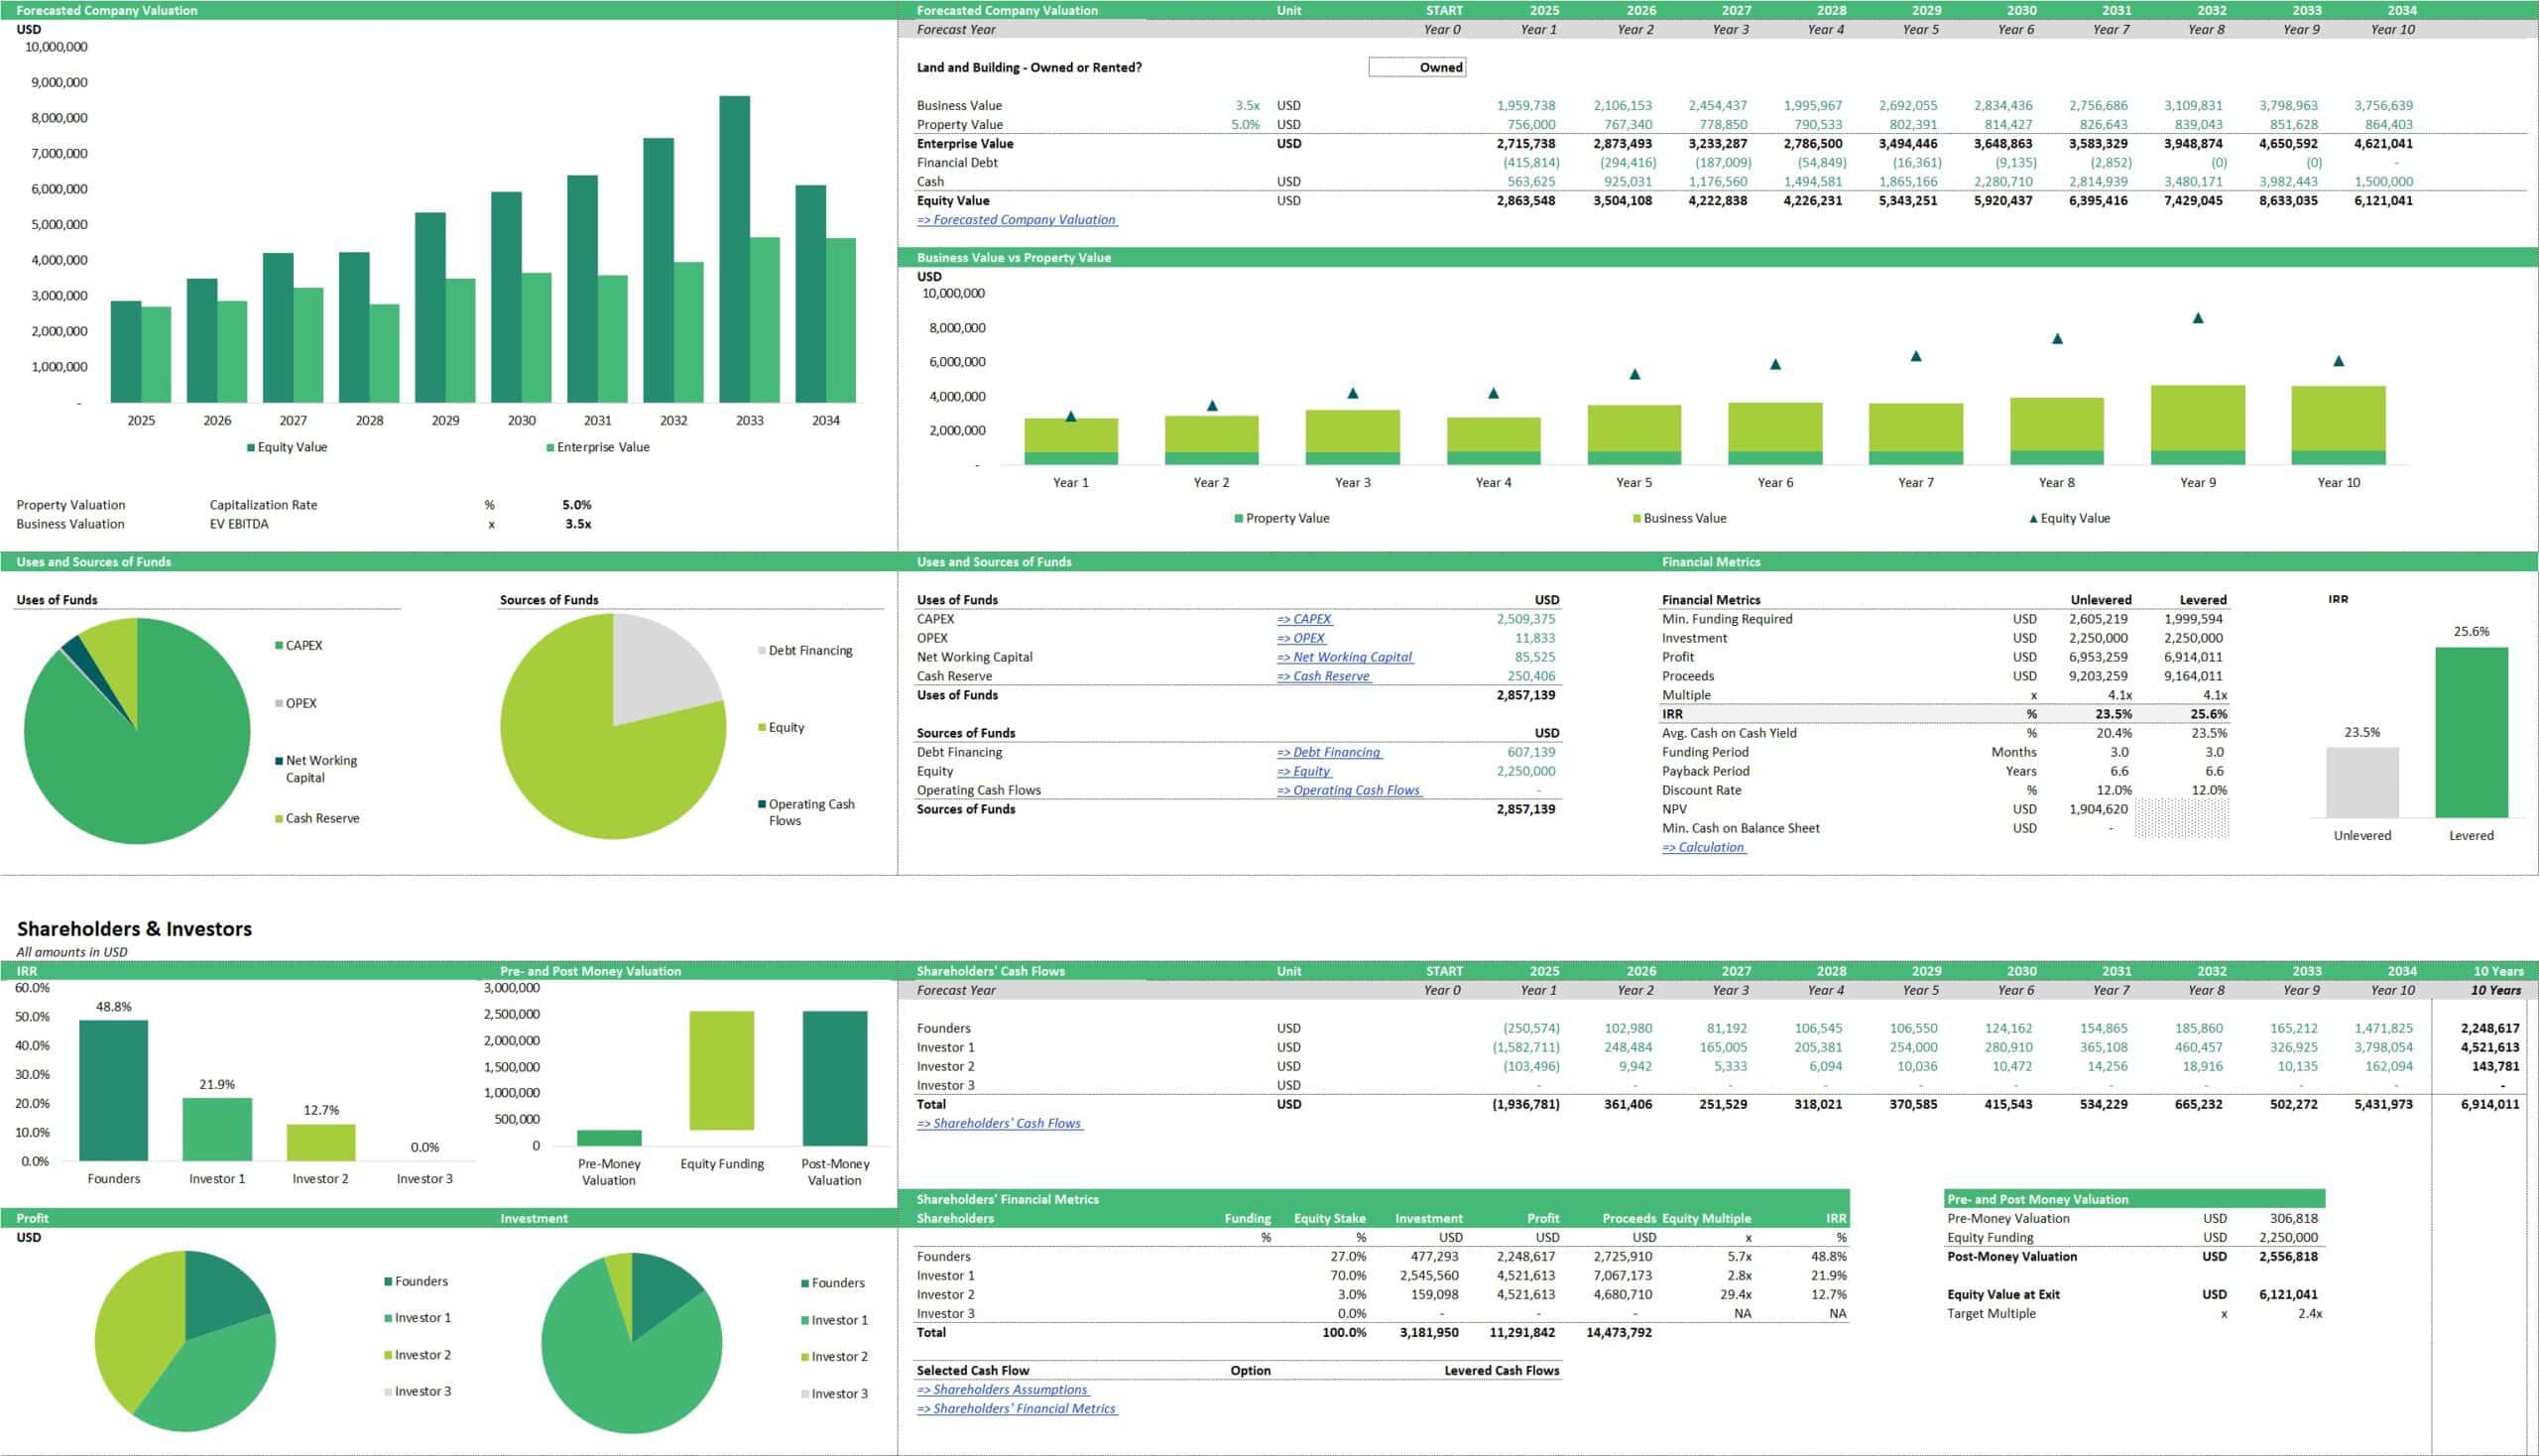 Forecasted Company Valuation
USD
10,000,000
9,000,000
8,000,000
7,000,000
6,000,000
5,000,000
4,000,000
3,000,000
2,000,000
1,000,000
-
2025 2026 2027 2028 2029 2030 2031 2032 2033 2034
Equity Value Enterprise Value
Property Valuation Capitalization Rate % 5.0%
Business Valuation EV EBITDA x 3.5x
Forecasted Company Valuation Unit START 2025 2026 2027 2028 2029 2030 2031 2032 2033 2034
Forecast Year Year 0 Year 1 Year 2 Year 3 Year 4 Year 5 Year 6 Year 7 Year 8 Year 9 Year 10
Land and Building - Owned or Rented? Owned
Business Value 3.5x USD 1,959,738 2,106,153 2,454,437 1,995,967 2,692,055 2,834,436 2,756,686 3,109,831 3,798,963 3,756,639
Property Value 5.0% USD 756,000 767,340 778,850 790,533 802,391 814,427 826,643 839,043 851,628 864,403
Enterprise Value USD 2,715,738 2,873,493 3,233,287 2,786,500 3,494,446 3,648,863 3,583,329 3,948,874 4,650,592 4,621,041
Financial Debt (415,814) (294,416) (187,009) (54,849) (16,361) (9,135) (2,852) (0) (0) -
Cash USD 563,625 925,031 1,176,560 1,494,581 1,865,166 2,280,710 2,814,939 3,480,171 3,982,443 1,500,000
Equity Value USD 2,863,548 3,504,108 4,222,838 4,226,231 5,343,251 5,920,437 6,395,416 7,429,045 8,633,035 6,121,041
=> Forecasted Company Valuation
Business Value vs Property Value
USD
10,000,000
8,000,000
6,000,000
4,000,000
2,000,000
-
Year 1 Year 2 Year 3 Year 4 Year 5 Year 6 Year 7 Year 8 Year 9 Year 10
Property Value Business Value Equity Value
Uses and Sources of Funds
Uses of Funds
CAPEX
OPEX
Net Working
Capital
Cash Reserve
Sources of Funds
Debt Financing
Equity
Operating Cash
Flows
Uses and Sources of Funds
Uses of Funds USD
CAPEX => CAPEX 2,509,375
OPEX => OPEX 11,833
Net Working Capital => Net Working Capital 85,525
Cash Reserve => Cash Reserve 250,406
Uses of Funds 2,857,139
Sources of Funds USD
Debt Financing => Debt Financing 607,139
Equity => Equity 2,250,000
Operating Cash Flows => Operating Cash Flows -
Sources of Funds 2,857,139
Financial Metrics
Financial Metrics Unlevered Levered
Min. Funding Required USD 2,605,219 1,999,594
Investment USD 2,250,000 2,250,000
Profit USD 6,953,259 6,914,011
Proceeds USD 9,203,259 9,164,011
Multiple x 4.1x 4.1x
IRR % 23.5% 25.6%
Avg. Cash on Cash Yield % 20.4% 23.5%
Funding Period Months 3.0 3.0
Payback Period Years 6.6 6.6
Discount Rate % 12.0% 12.0%
NPV USD 1,904,620
Min. Cash on Balance Sheet USD -
=> Calculation
IRR
25.6%
23.5%
Unlevered Levered
Shareholders & Investors
All amounts in USD
IRR
60.0%
50.0%
40.0%
30.0%
20.0%
10.0%
0.0%
48.8%
21.9%
12.7%
0.0%
Founders Investor 1 Investor 2 Investor 3
Pre- and Post Money Valuation
3,000,000
2,500,000
2,000,000
1,500,000
1,000,000
500,000
0
Pre-Money Equity Funding Post-Money
Valuation Valuation
Profit
USD
Founders
Investor 1
Investor 2
Investor 3
Investment
Founders
Investor 1
Investor 2
Investor 3
Shareholders' Cash Flows Unit START 2025 2026 2027 2028 2029 2030 2031 2032 2033 2034 10 Years
Forecast Year Year 0 Year 1 Year 2 Year 3 Year 4 Year 5 Year 6 Year 7 Year 8 Year 9 Year 10 10 Years
Founders USD (250,574) 102,980 81,192 106,545 106,550 124,162 154,865 185,860 165,212 1,471,825 2,248,617
Investor 1 USD (1,582,711) 248,484 165,005 205,381 254,000 280,910 365,108 460,457 326,925 3,798,054 4,521,613
Investor 2 USD (103,496) 9,942 5,333 6,094 10,036 10,472 14,256 18,916 10,135 162,094 143,781
Investor 3 USD - - - - - - - - - - -
Total USD (1,936,781) 361,406 251,529 318,021 370,585 415,543 534,229 665,232 502,272 5,431,973 6,914,011
=> Shareholders' Cash Flows
Shareholders' Financial Metrics
Shareholders Funding Equity Stake Investment Profit Proceeds Equity Multiple IRR
% % USD USD USD x %
Founders 27.0% 477,293 2,248,617 2,725,910 5.7x 48.8%
Investor 1 70.0% 2,545,560 4,521,613 7,067,173 2.8x 21.9%
Investor 2 3.0% 159,098 4,521,613 4,680,710 29.4x 12.7%
Investor 3 0.0% - - - NA NA
Total 100.0% 3,181,950 11,291,842 14,473,792
Selected Cash Flow Option Levered Cash Flows
=> Shareholders Assumptions
=> Shareholders' Financial Metrics
Pre- and Post Money Valuation
Pre-Money Valuation USD 306,818
Equity Funding USD 2,250,000
Post-Money Valuation USD 2,556,818
Equity Value at Exit USD 6,121,041
Target Multiple x 2.4x